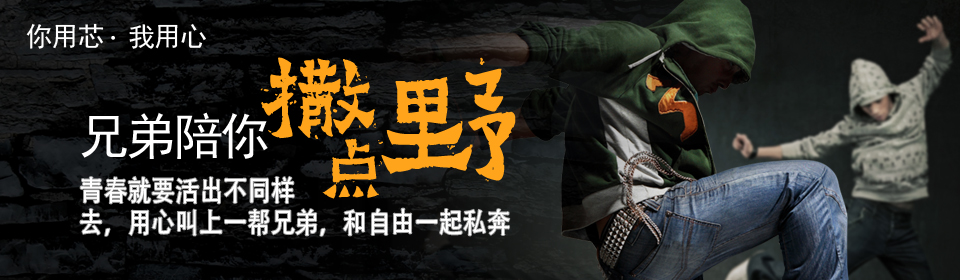 你用芯·我用心
兄弟陪你撒点野
青春就要活出不同样
去，用心叫上一帮兄弟，和自由一起私奔